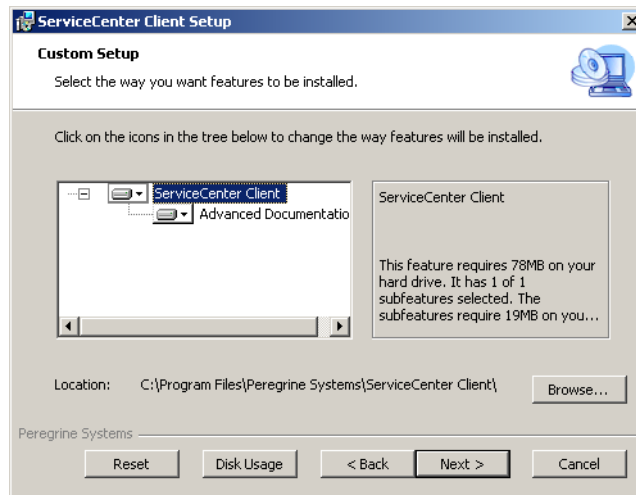 ServiceCenter Client Setup
Custom Setup
Select the way you want features to be installed.
Click on the icons in the tree below to change the way features will be installed.
ServiceCenter Client
Advanced Documentatio
ServiceCenter Client
This feature requires 78MB on your
hard drive. It has 1 of 1
subfeatures selected. The
subfeatures require 19MB on you...
Location: C:\Program Files\Peregrine Systems\ServiceCenter Client\
Browse...
Peregrine Systems
Reset Disk Usage < Back Next > Cancel